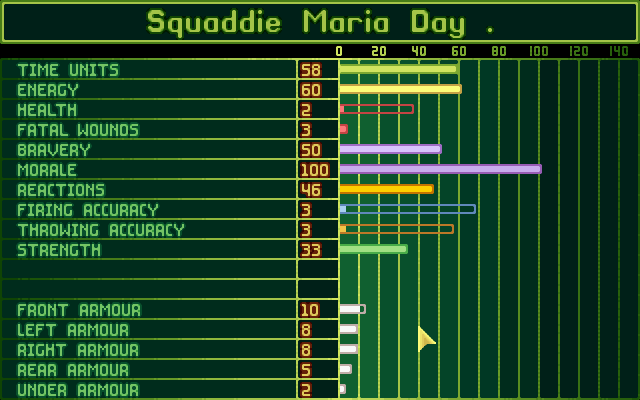 Squaddie Maria Day .
0 20 40 60 80 100 120 140
TIME UNITS 58
ENERGY 60
HEALTH 2
FATAL WOUNDS 3
BRAVERY 50
MORALE 100
REACTIONS 46
FIRING ACCURACY 3
THROWING ACCURACY 3
STRENGTH 33
FRONT ARMOUR 10
LEFT ARMOUR 8
RIGHT ARMOUR 8
REAR ARMOUR 5
UNDER ARMOUR 2